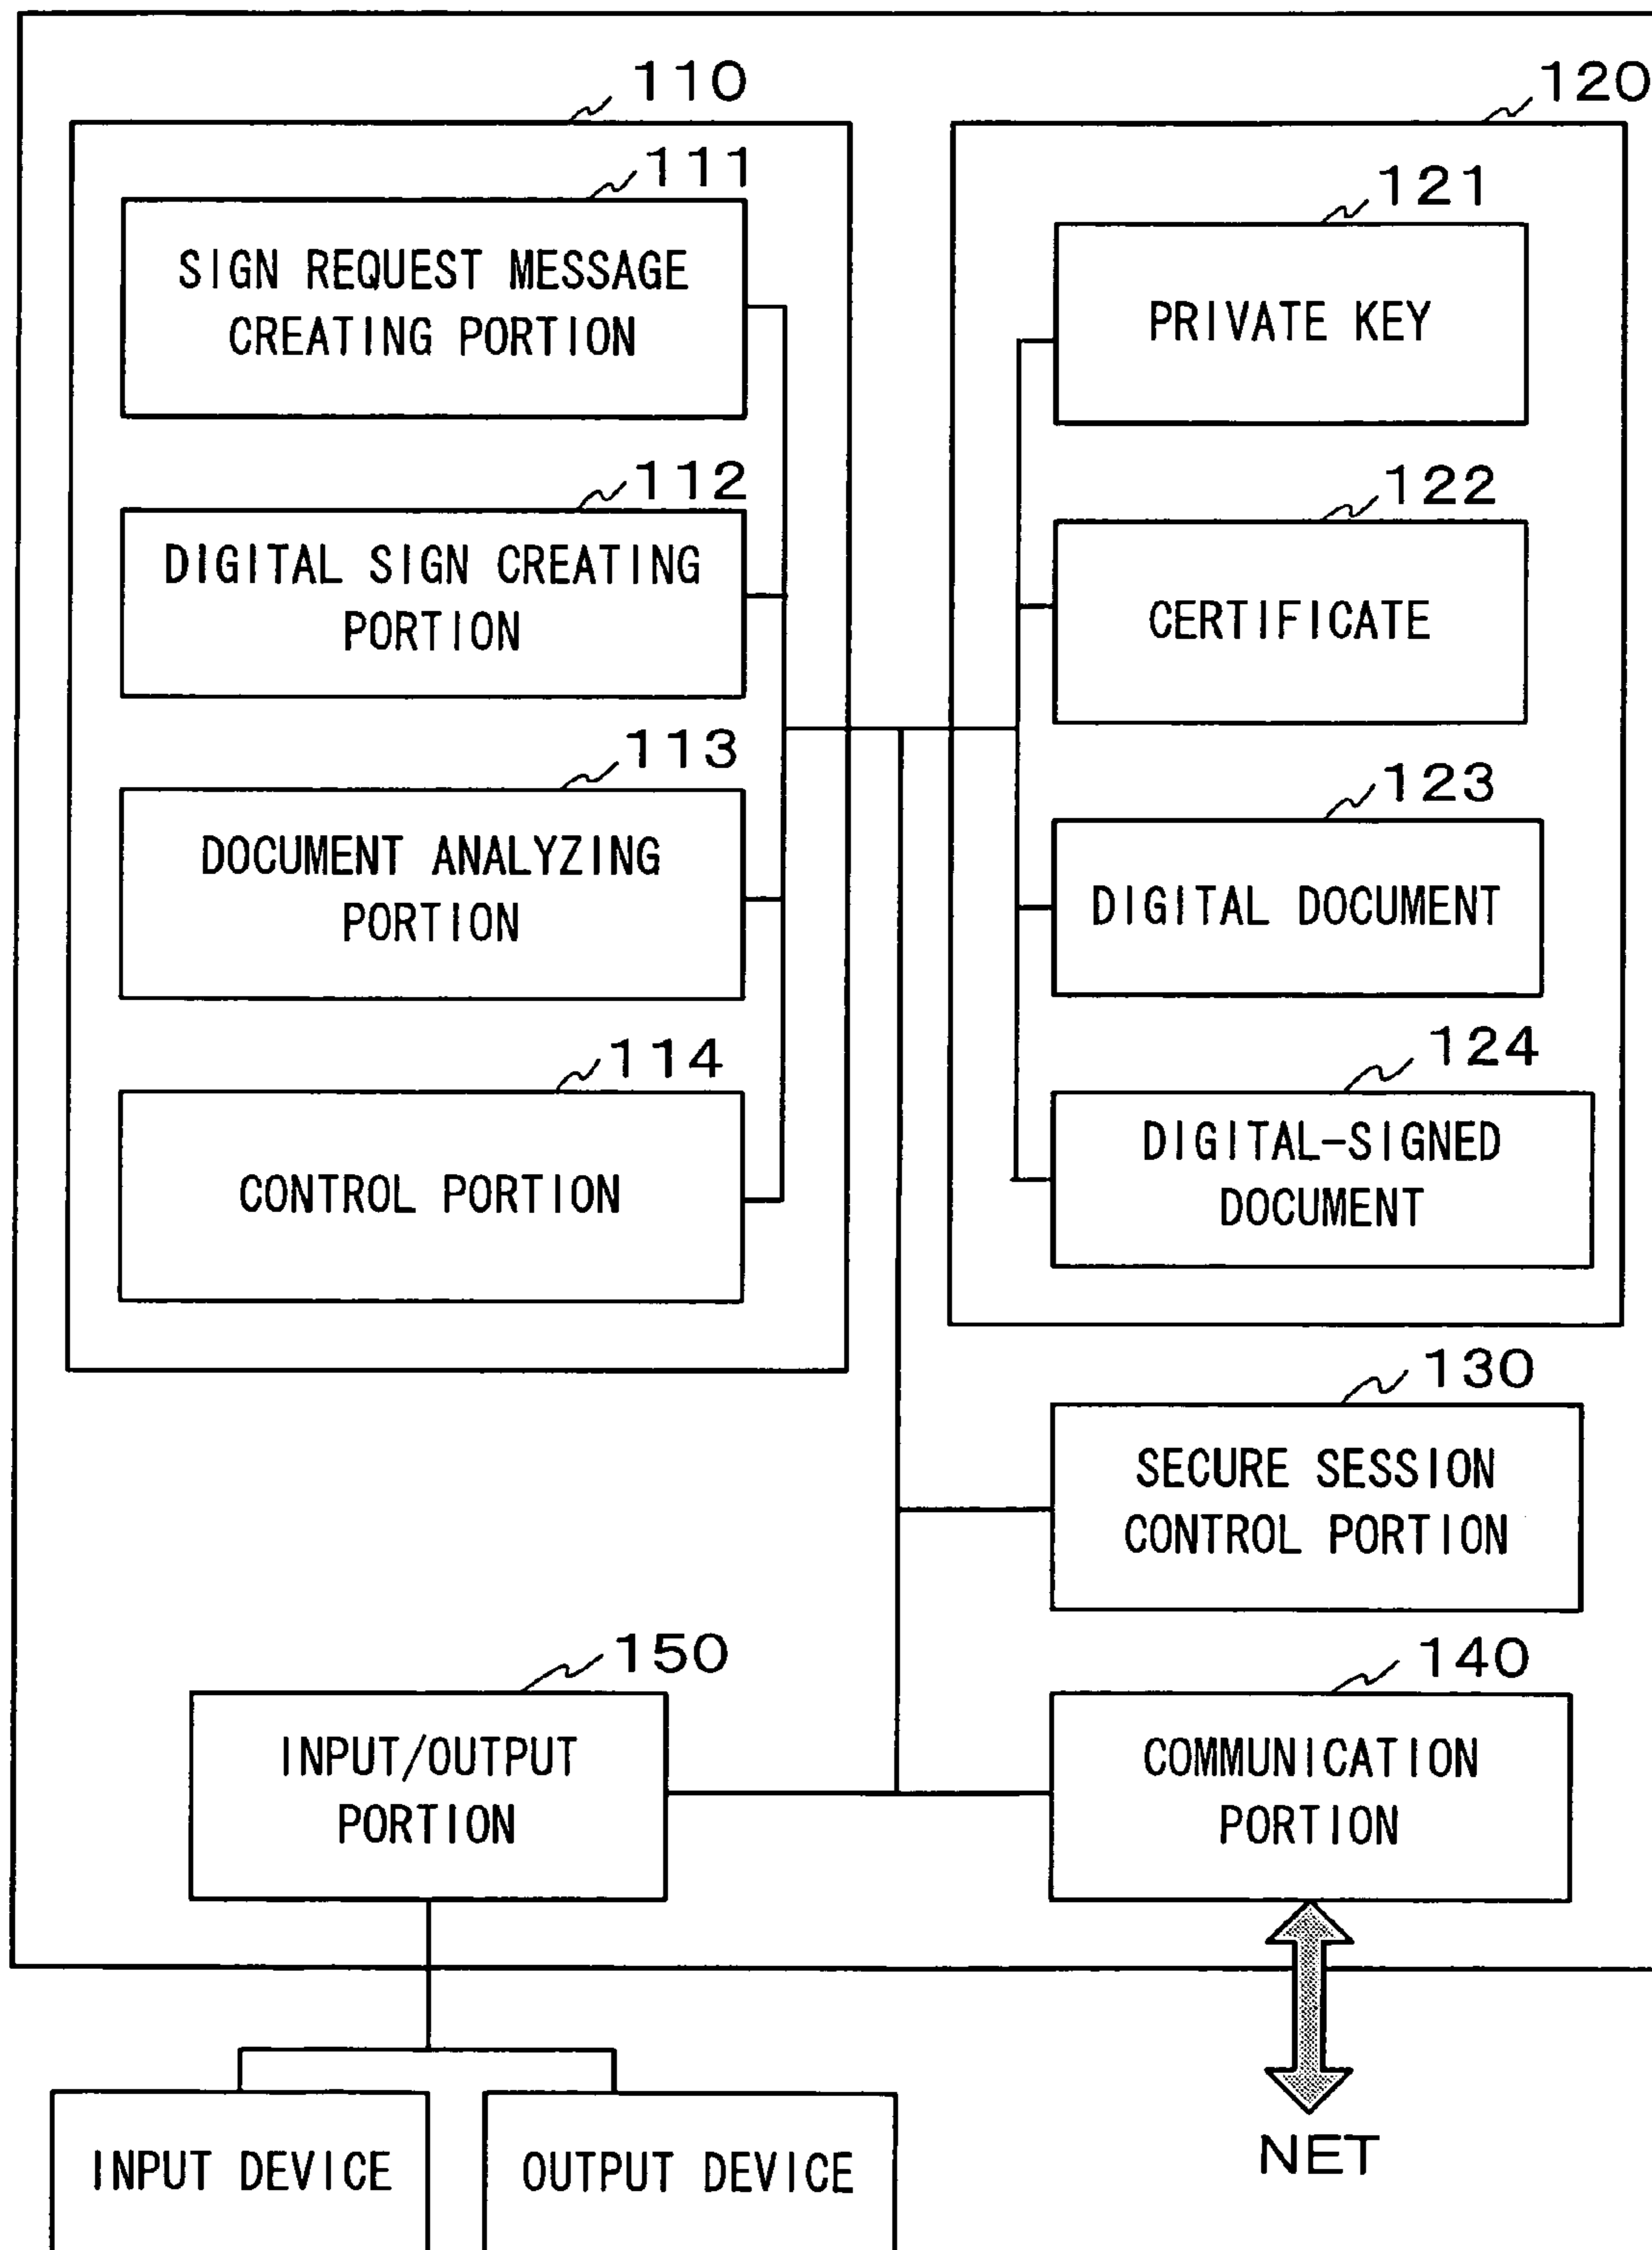 110
120
111
SIGN REQUEST MESSAGE
CREATING PORTION
112
DIGITAL SIGN CREATING
PORTION
113
DOCUMENT ANALYZING
PORTION
114
CONTROL PORTION
121
PRIVATE KEY
122
CERTIFICATE
123
DIGITAL DOCUMENT
124
DIGITAL-SIGNED
DOCUMENT
130
SECURE SESSION
CONTROL PORTION
150
INPUT/OUTPUT
PORTION
140
COMMUNICATION
PORTION
INPUT DEVICE
OUTPUT DEVICE
NET